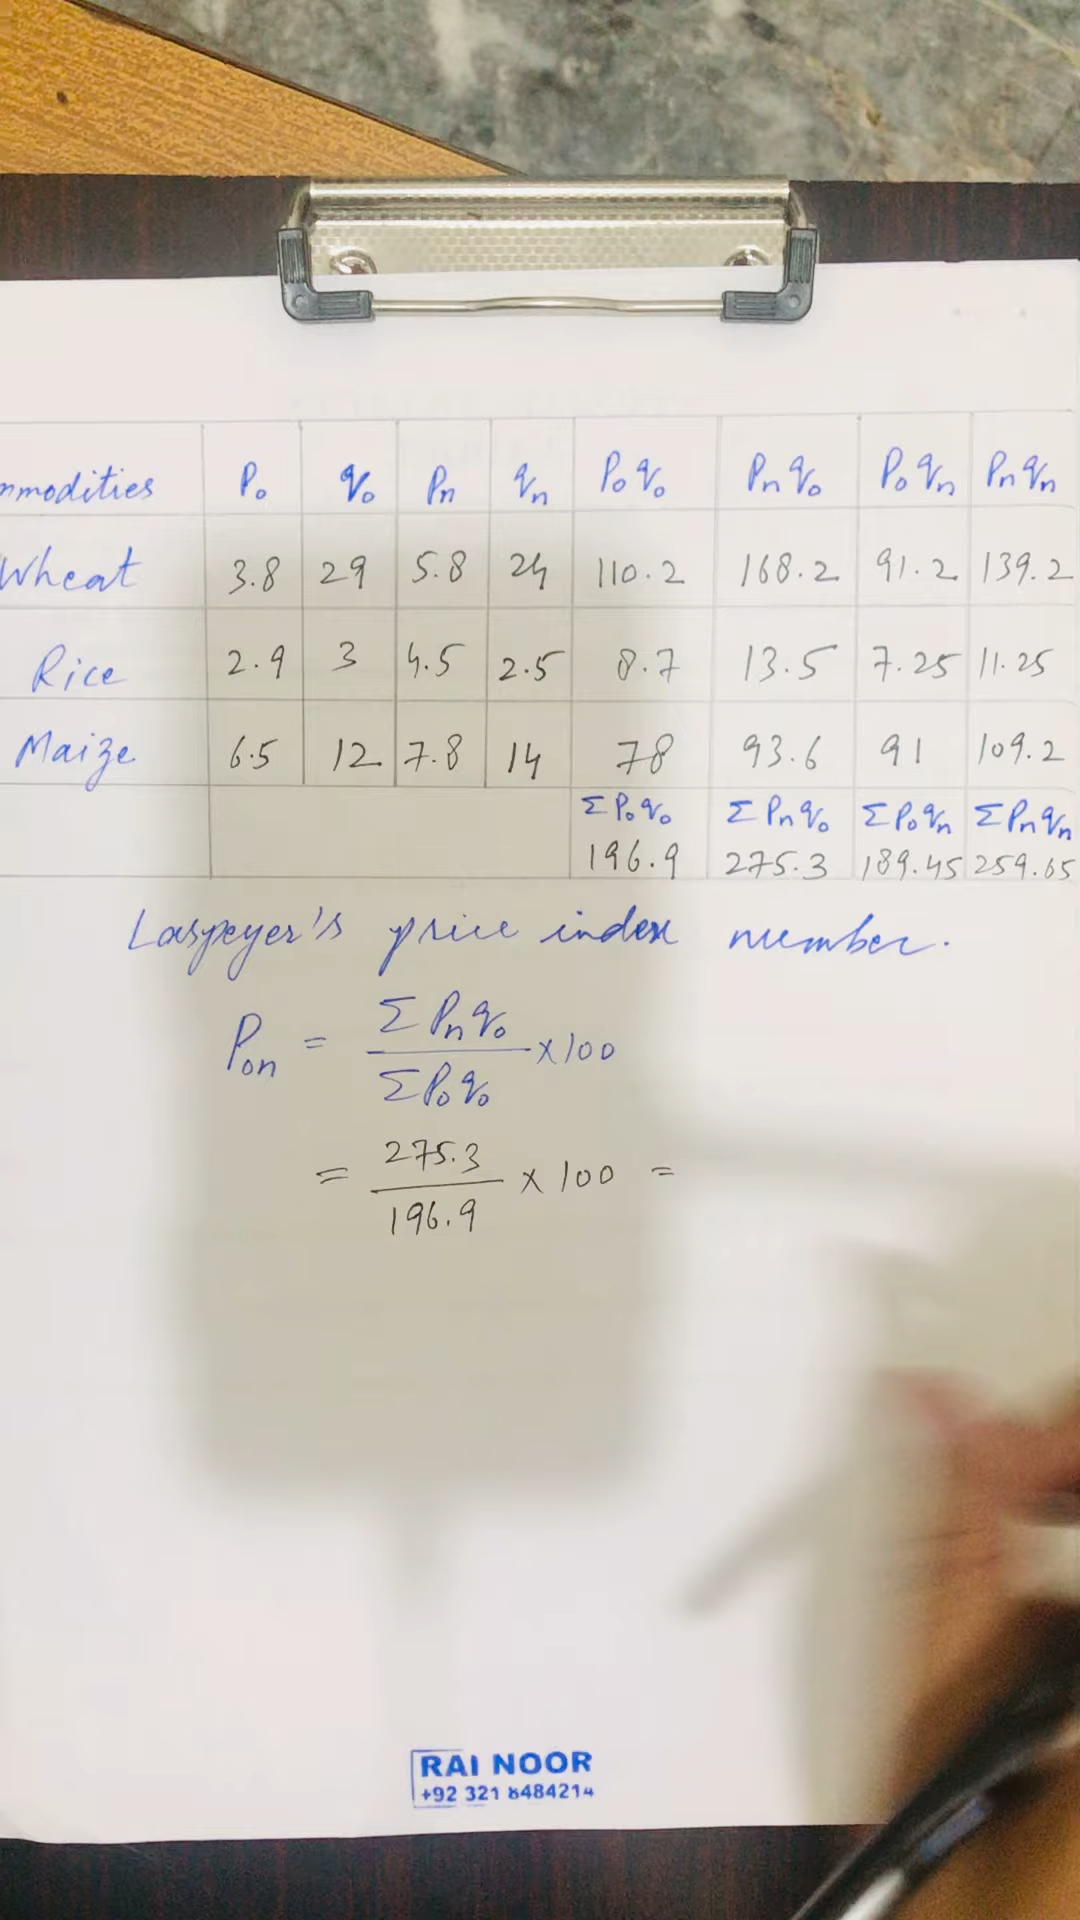 mmodities P₀ q₀ Pn qn P₀q₀ Pnq₀ P₀qn Pnqn
Wheat 3.8 29 5.8 24 110.2 168.2 91.2 139.2
Rice 2.9 3 4.5 2.5 8.7 13.5 7.25 11.25
Maize 6.5 12 7.8 14 78 93.6 91 109.2
ΣP₀q₀ ΣPnq₀ ΣP₀qn ΣPnqn
196.9 275.3 189.45 259.65
Laspeyer's price index number.
Pon = ΣPnq₀ / ΣP₀q₀ ×100
= 275.3 / 196.9 × 100 =
RAI NOOR
+92 321 8484214